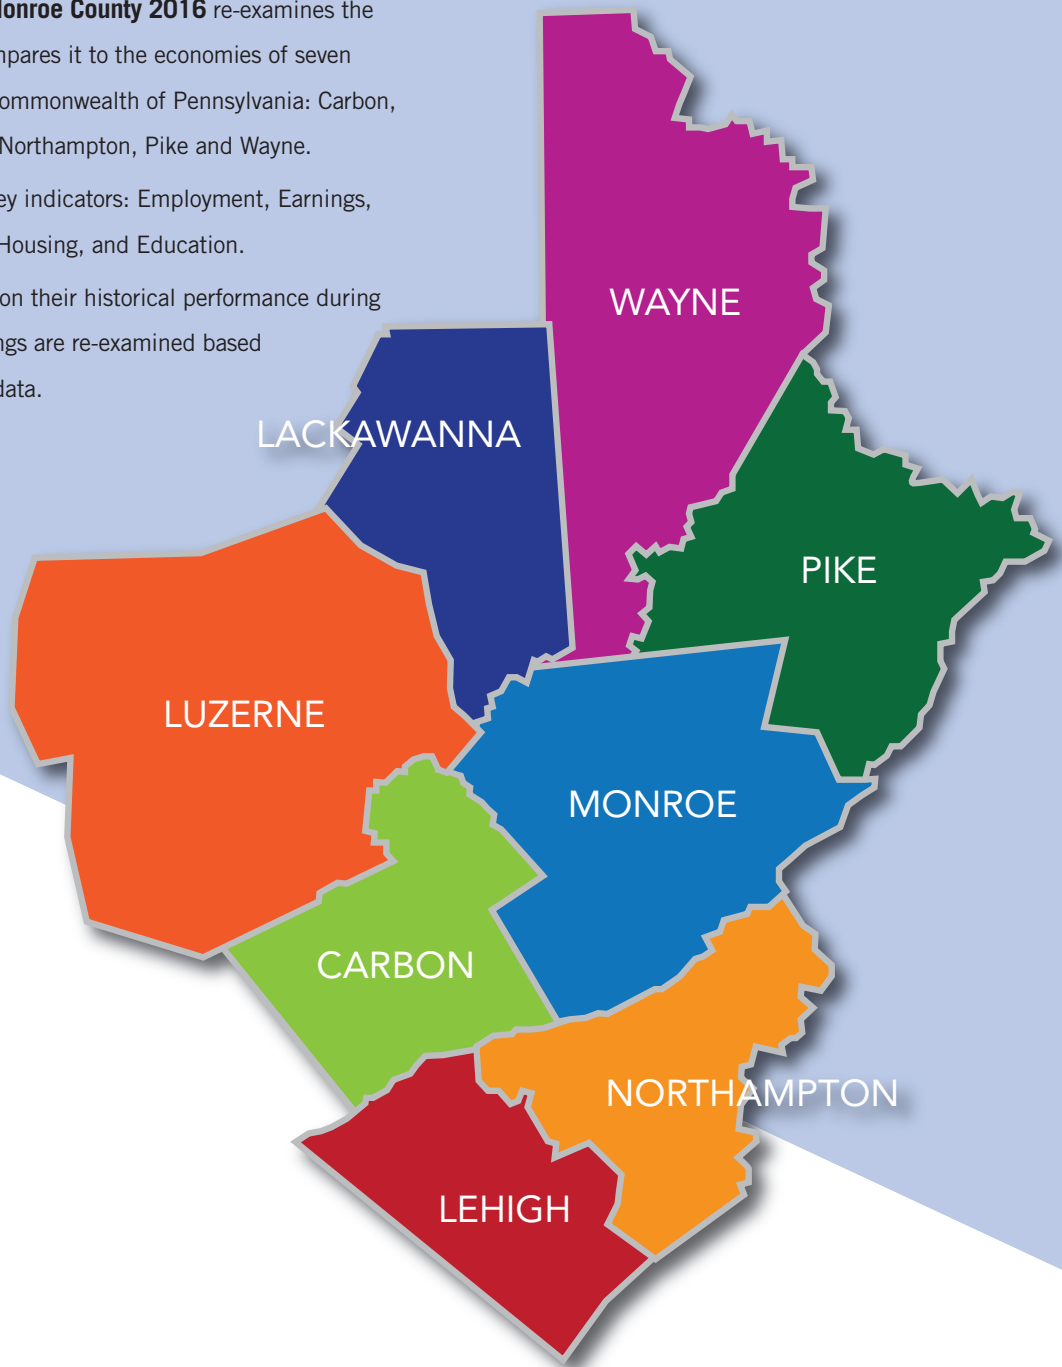 Monroe County 2016 re-examines the
mpares it to the economies of seven
ommonwealth of Pennsylvania: Carbon,
Northampton, Pike and Wayne.
ey indicators: Employment, Earnings,
Housing, and Education.
on their historical performance during
ngs are re-examined based
data.
WAYNE
LACKAWANNA
PIKE
LUZERNE
MONROE
CARBON
NORTHAMPTON
LEHIGH